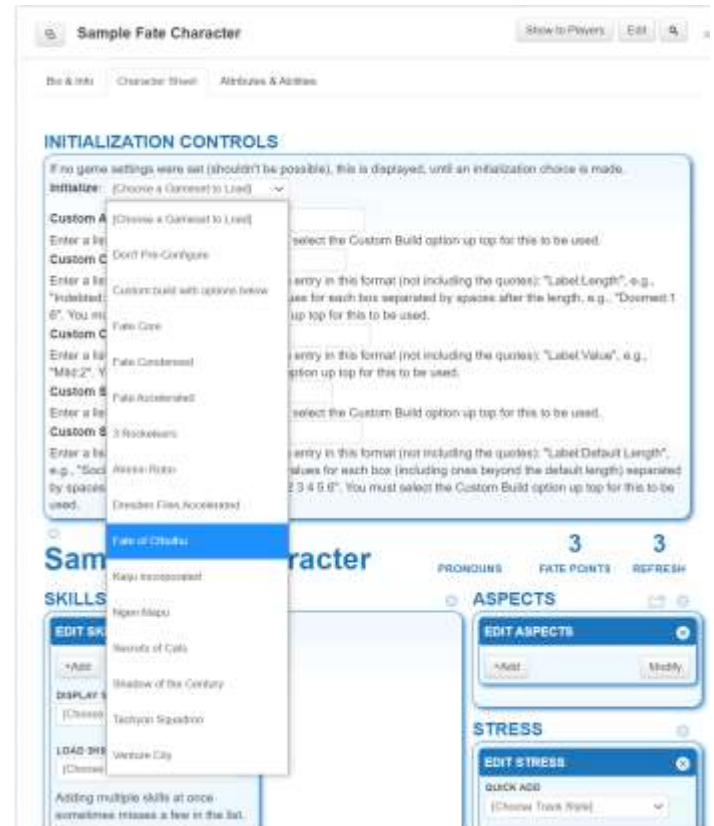 Sample Fate Character
Show to Players Edit
Bio & Info Character Sheet Attributes & Abilities
INITIALIZATION CONTROLS
If no game settings were set (shouldn't be possible), this is displayed, until an initialization choice is made.
Initialize: [Choose a Gameset to Load]
Custom A
[Choose a Gameset to Load]
Enter a lis
select the Custom Build option up top for this to be used.
Don't Pre-Configure
Custom C
Enter a lis
entry in this format (not including the quotes): "Label:Length", e.g.,
Custom build with options below
"Indebted:
ues for each box separated by spaces after the length, e.g., "Doomed:1
6". You mu
up top for this to be used.
Fate Core
Custom C
Enter a lis
entry in this format (not including the quotes): "Label:Value", e.g.,
Fate Condensed
"Mild:2". Y
option up top for this to be used.
Custom S
Fate Accelerated
Enter a lis
select the Custom Build option up top for this to be used.
Custom S
3 Rocketeers
Enter a lis
entry in this format (not including the quotes): "Label:Default Length",
e.g., "Soci
alues for each box (including ones beyond the default length) separated
Atomic Robo
by spaces
2 3 4 5 6". You must select the Custom Build option up top for this to be
used.
Dresden Files Accelerated
Fate of Cthulhu
Sam
racter
PRONOUNS
3
FATE POINTS
3
REFRESH
Kaiju Incorporated
SKILLS
ASPECTS
Ngen Mapu
EDIT SK
EDIT ASPECTS
Secrets of Cats
+Add
+Add Modify
Shadow of the Century
DISPLAY S
[Choose
Tachyon Squadron
STRESS
LOAD SKI
Venture City
[Choose
EDIT STRESS
QUICK ADD
[Choose Track Style]
Adding multiple skills at once
sometimes misses a few in the list.